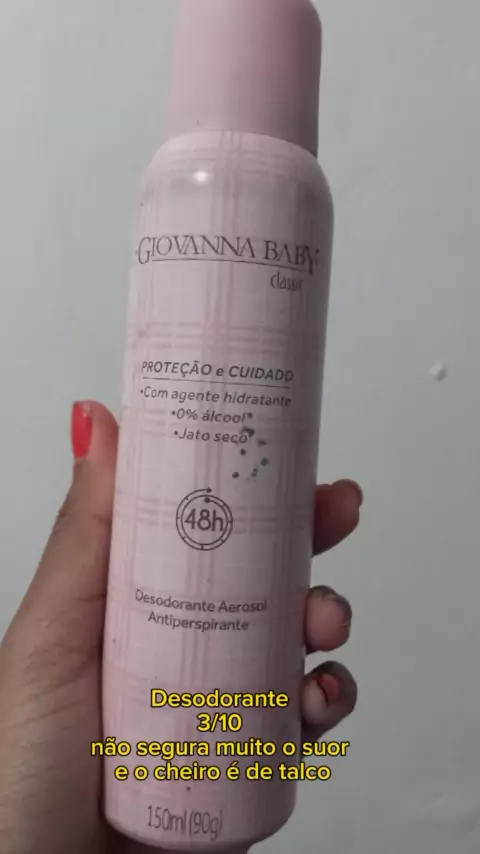 GIOVANNA BABY
classic
PROTEÇÃO e CUIDADO
•Com agente hidratante
•0% álcool*
•Jato seco
48h
Desodorante Aerosol
Antiperspirante
Desodorante
3/10
não segura muito o suor
e o cheiro é de talco
150ml (90g)